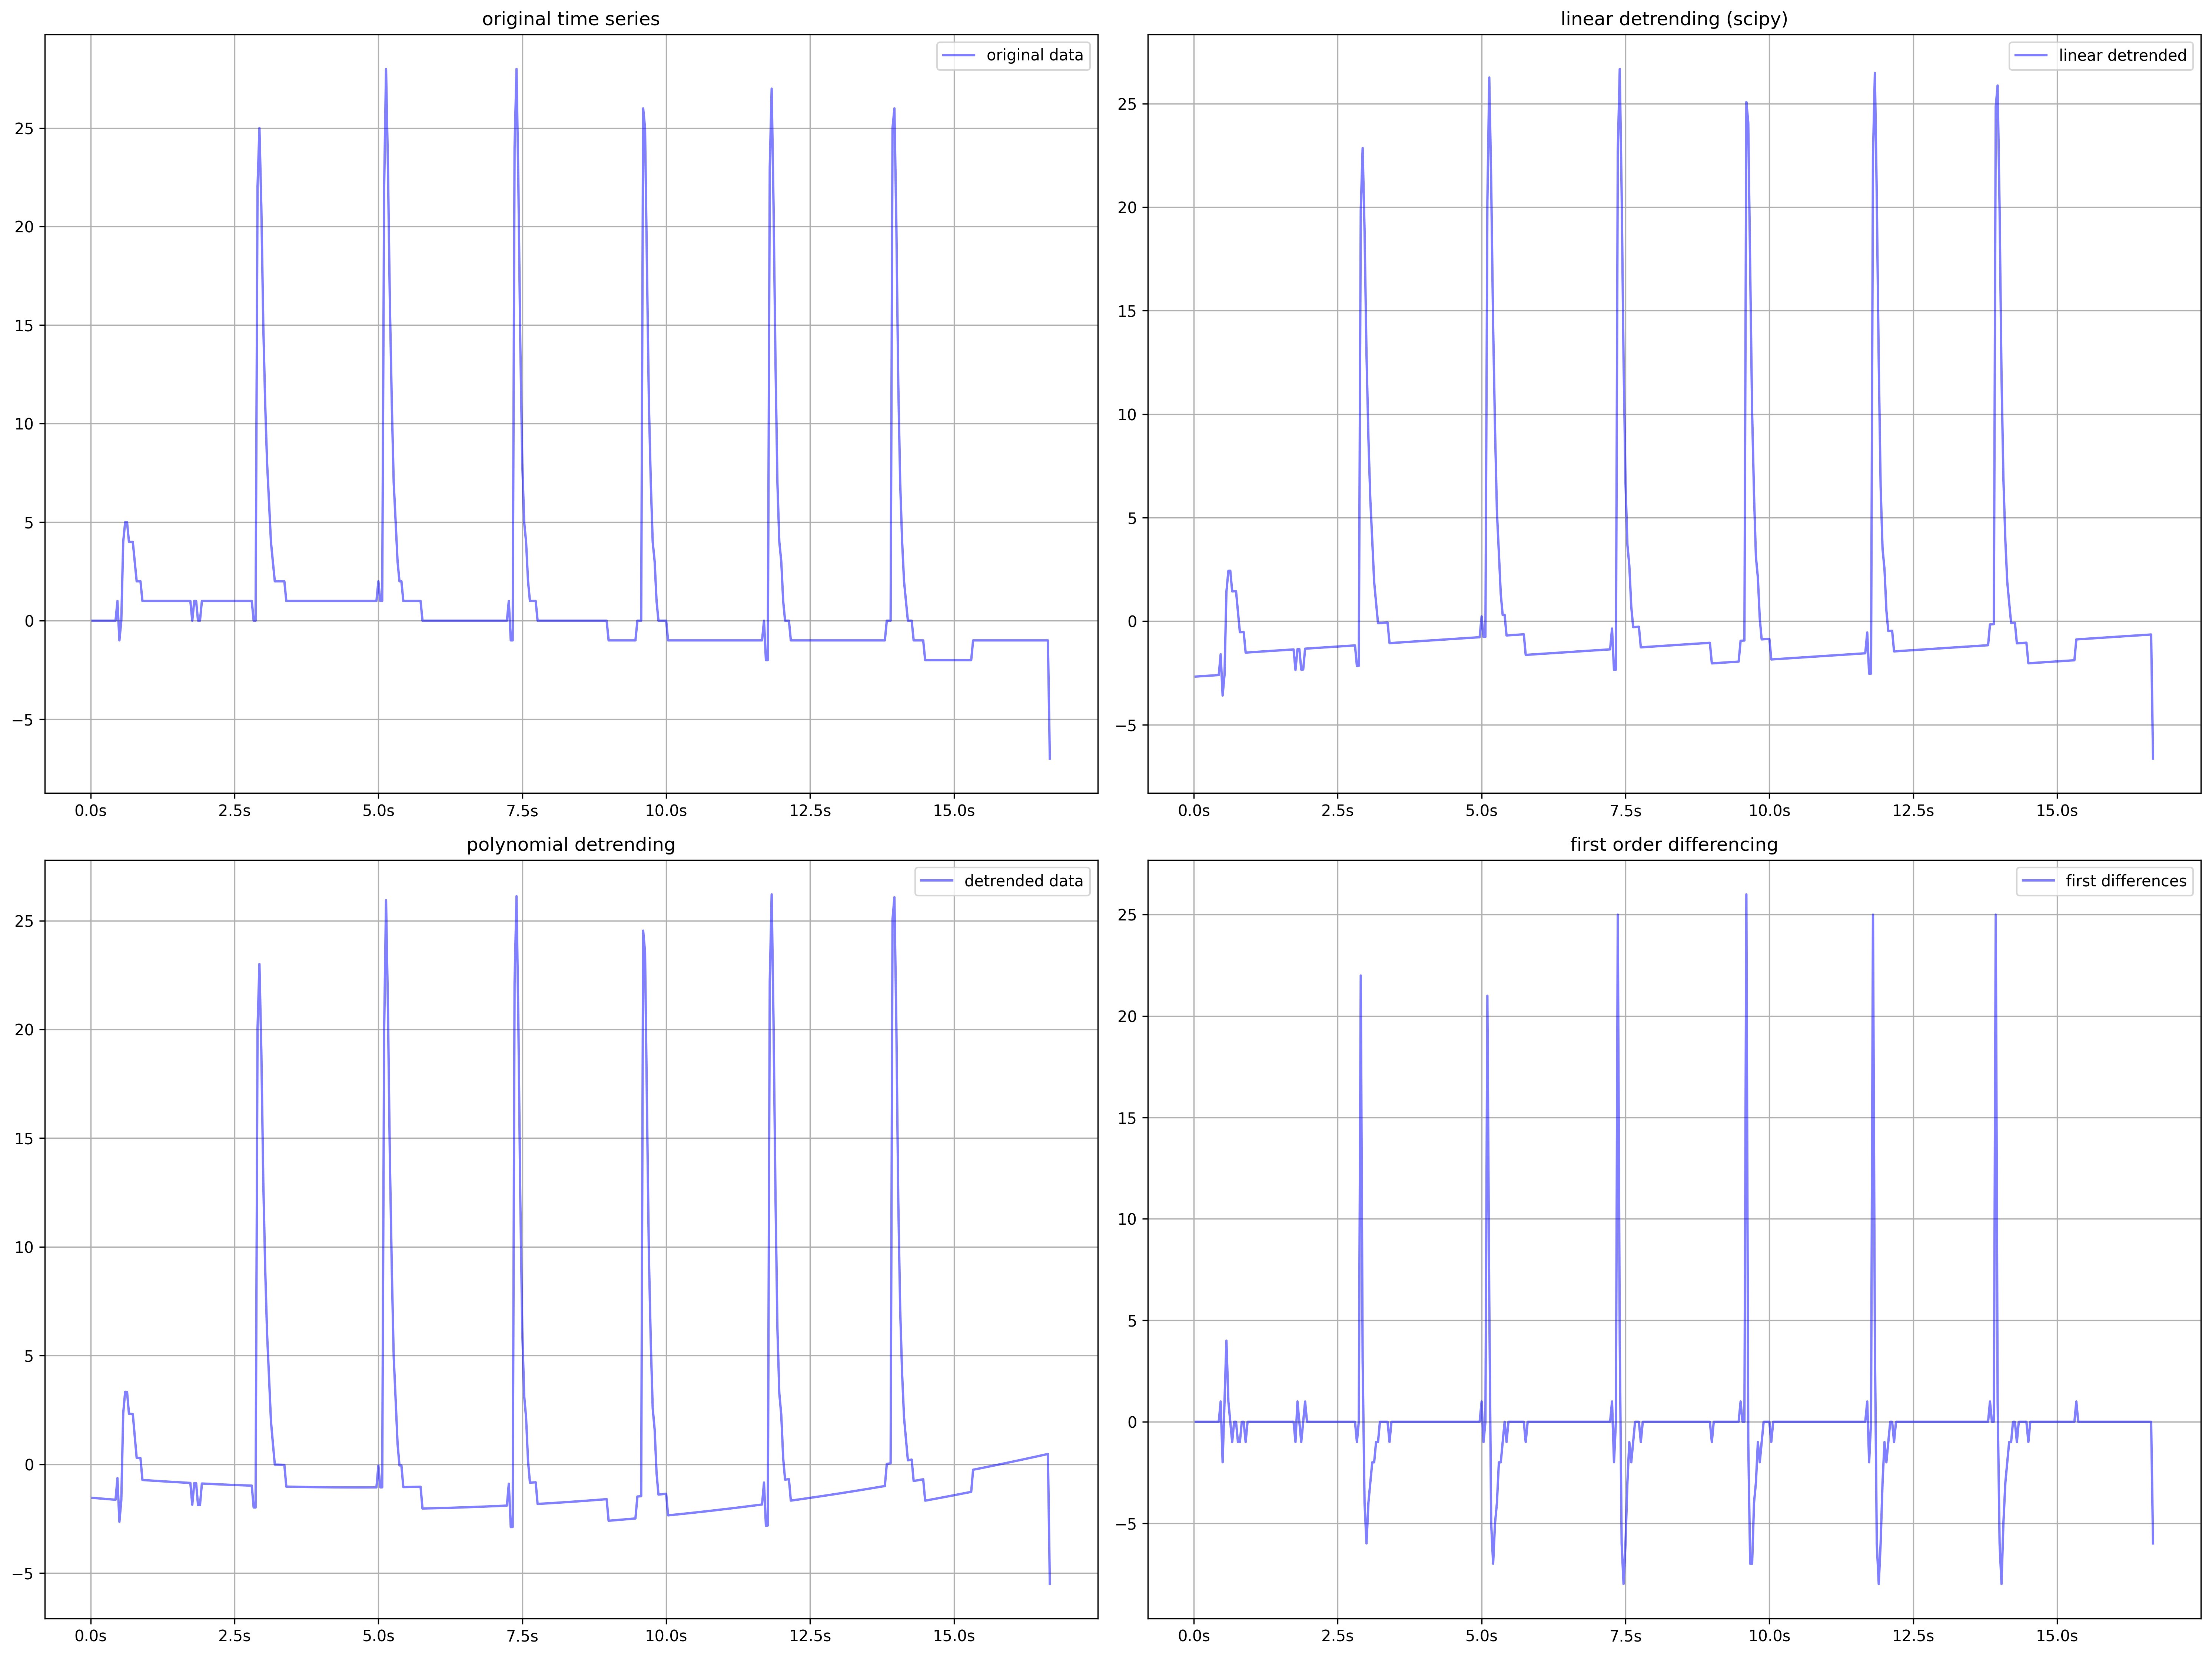 original time series
original data
25
20
15
10
5
0
−5
0.0s 2.5s 5.0s 7.5s 10.0s 12.5s 15.0s
linear detrending (scipy)
linear detrended
25
20
15
10
5
0
−5
0.0s 2.5s 5.0s 7.5s 10.0s 12.5s 15.0s
polynomial detrending
detrended data
25
20
15
10
5
0
−5
0.0s 2.5s 5.0s 7.5s 10.0s 12.5s 15.0s
first order differencing
first differences
25
20
15
10
5
0
−5
0.0s 2.5s 5.0s 7.5s 10.0s 12.5s 15.0s